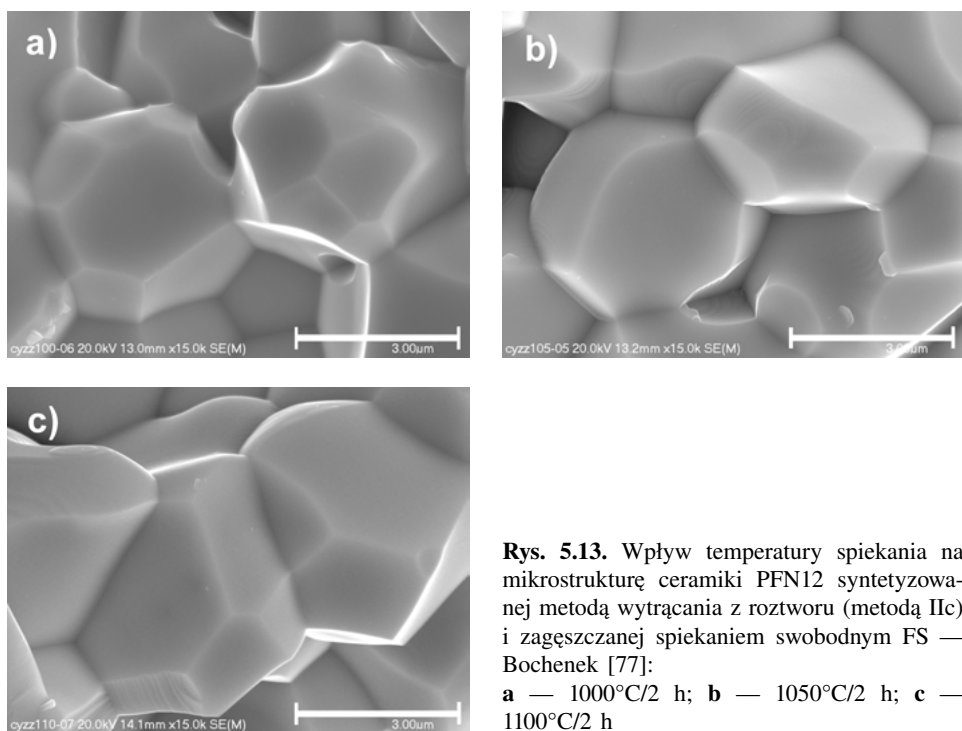 a)
cyzz100-06 20.0kV 13.0mm x15.0k SE(M)
3.00um
b)
cyzz105-05 20.0kV 13.2mm x15.0k SE(M)
3.00um
c)
cyzz110-07 20.0kV 14.1mm x15.0k SE(M)
3.00um
Rys. 5.13. Wpływ temperatury spiekania na
mikrostrukturę ceramiki PFN12 syntetyzowa-
nej metodą wytrącania z roztworu (metodą IIc)
i zagęszczanej spiekaniem swobodnym FS —
Bochenek [77]:
a — 1000°C/2 h; b — 1050°C/2 h; c —
1100°C/2 h